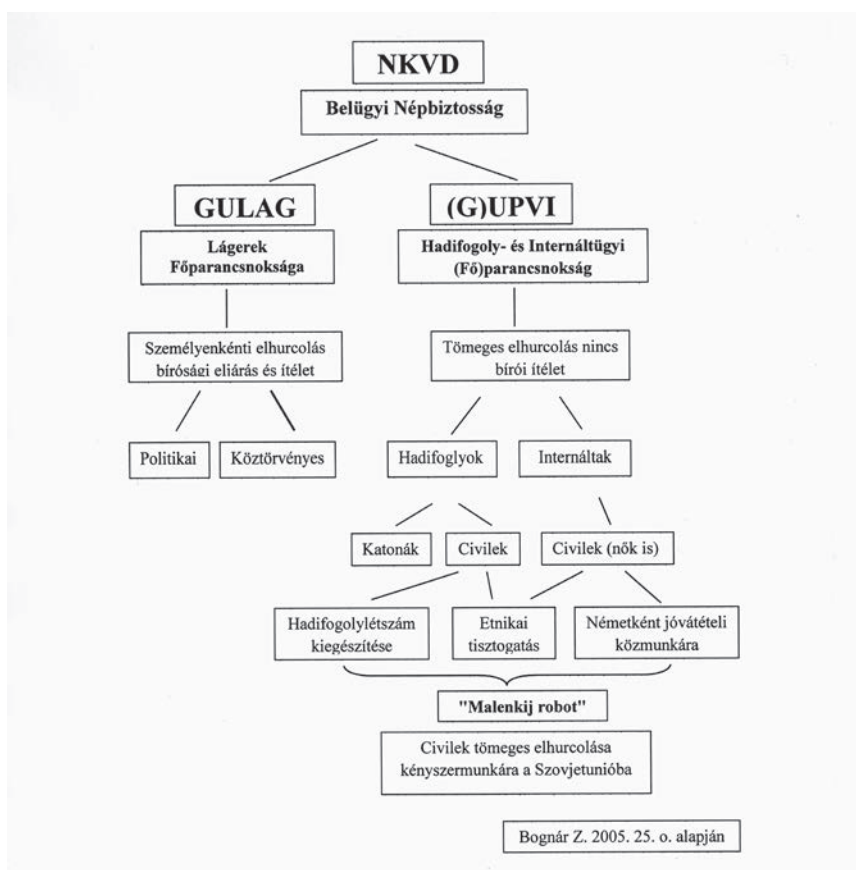 NKVD
Belügyi Népbiztosság
GULAG
(G)UPVI
Lágerek
Főparancsnoksága
Hadifogoly- és Internáltügyi
(Fő)parancsnokság
Személyenkénti elhurcolás
bírósági eljárás és ítélet
Tömeges elhurcolás nincs
bírói ítélet
Politikai
Köztörvényes
Hadifoglyok
Internáltak
Katonák
Civilek
Civilek (nők is)
Hadifogolylétszám
kiegészítése
Etnikai
tisztogatás
Németként jóvátételi
közmunkára
"Malenkij robot"
Civilek tömeges elhurcolása
kényszermunkára a Szovjetunióba
Bognár Z. 2005. 25. o. alapján